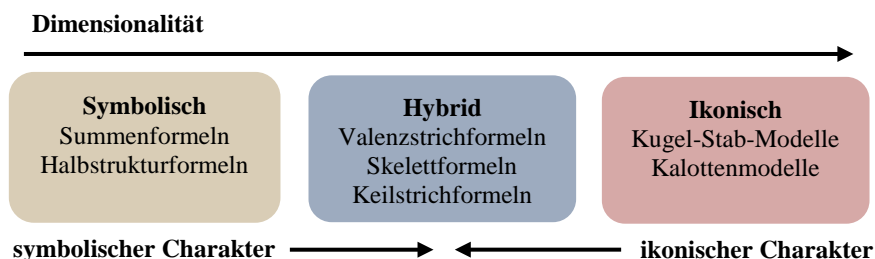 Dimensionalität
Symbolisch
Summenformeln
Halbstrukturformeln
Hybrid
Valenzstrichformeln
Skelettformeln
Keilstrichformeln
Ikonisch
Kugel-Stab-Modelle
Kalottenmodelle
symbolischer Charakter
ikonischer Charakter